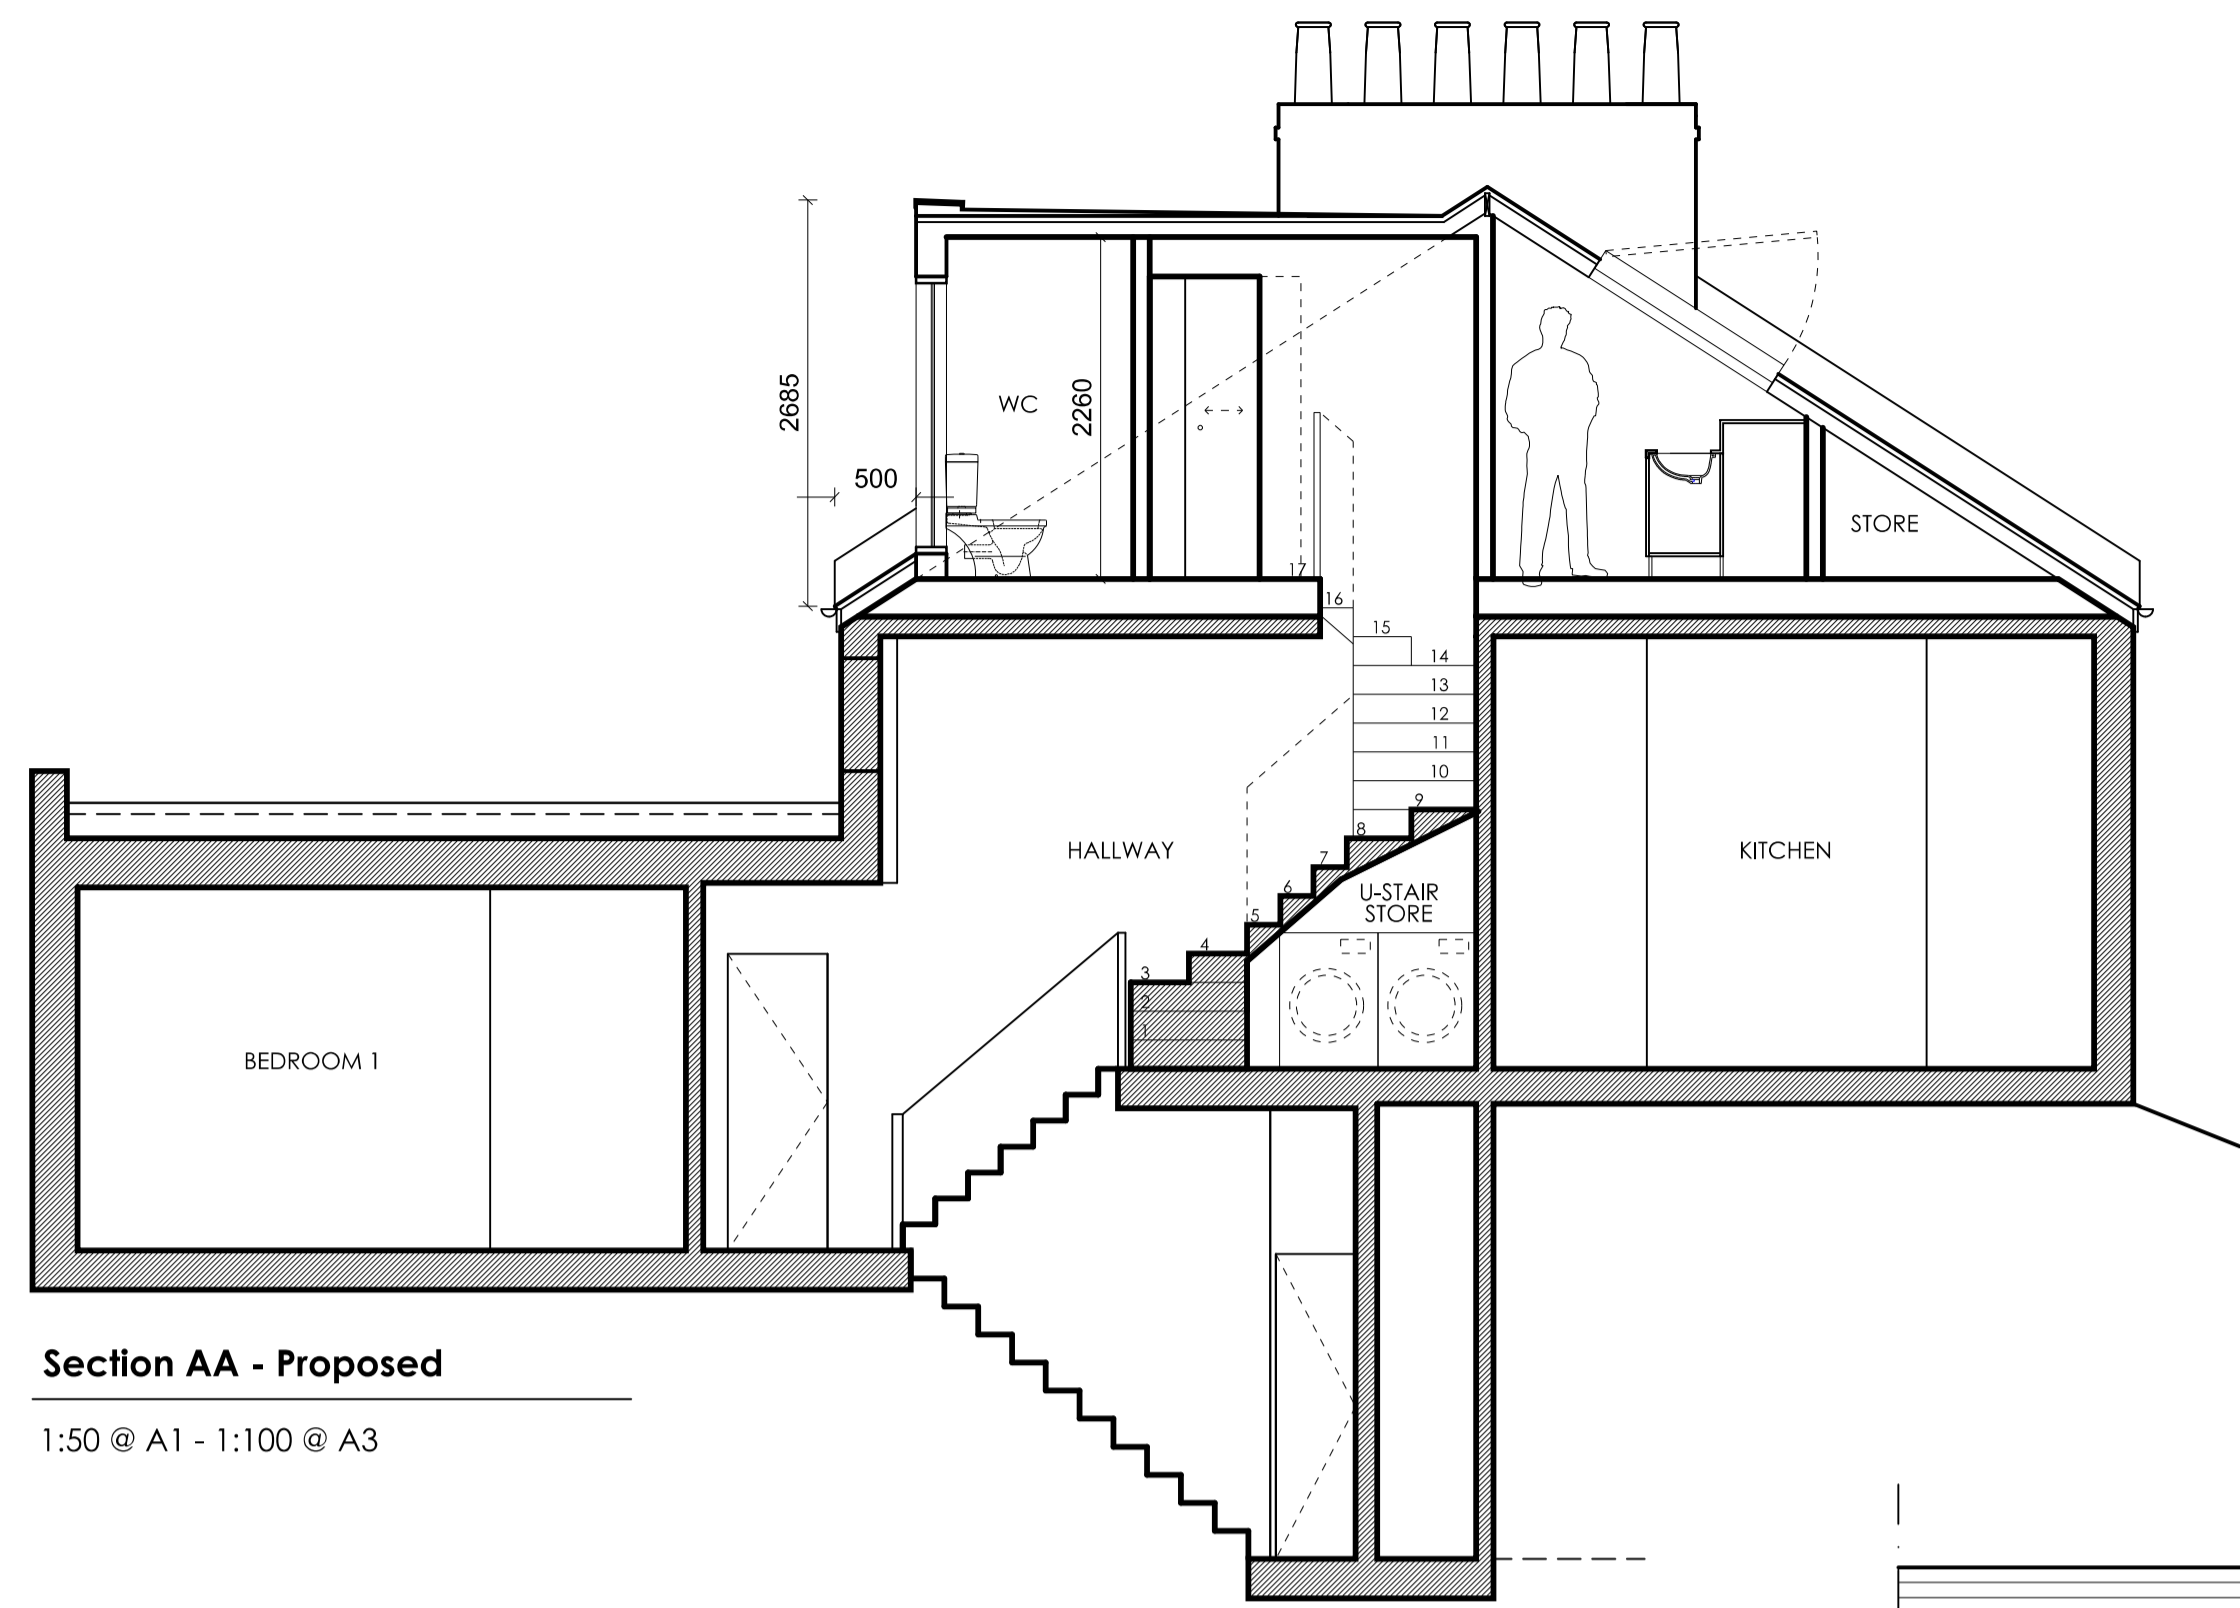 2685
500
WC
2260
STORE
17
16
15
14
13
12
11
10
9
8
7
6
5
4
3
2
1
HALLWAY
U-STAIR
STORE
KITCHEN
BEDROOM 1
Section AA - Proposed
1:50 @ A1 - 1:100 @ A3